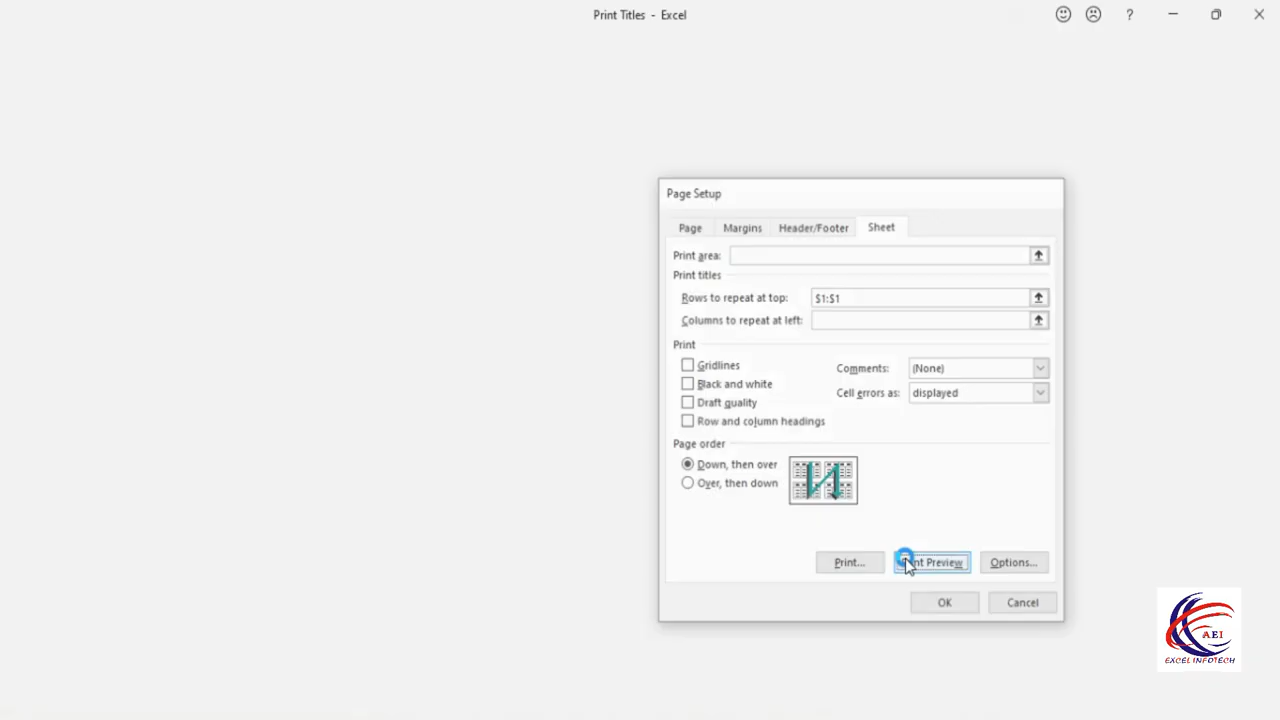 Print Titles - Excel
?
Page Setup
Page Margins Header/Footer Sheet
Print area:
Print titles
Rows to repeat at top: $1:$1
Columns to repeat at left:
Print
Gridlines
Comments: (None)
Black and white
Cell errors as: displayed
Draft quality
Row and column headings
Page order
Down, then over
Over, then down
Print... Preview Options...
OK Cancel
AEI
EXCEL INFOTECH